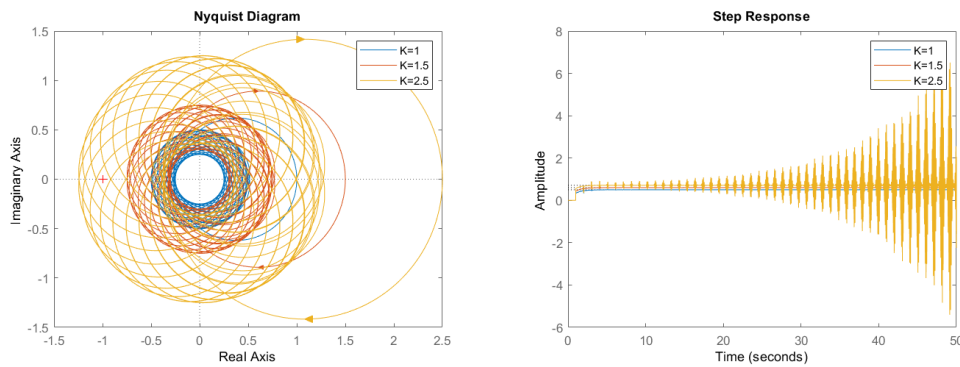 Nyquist Diagram
1.5
1
0.5
0
-0.5
-1
-1.5
-1.5
-1
-0.5
0
0.5
1
1.5
2
2.5
Imaginary Axis
Real Axis
K=1
K=1.5
K=2.5
Step Response
8
6
4
2
0
-2
-4
-6
0
10
20
30
40
50
Amplitude
Time (seconds)
K=1
K=1.5
K=2.5